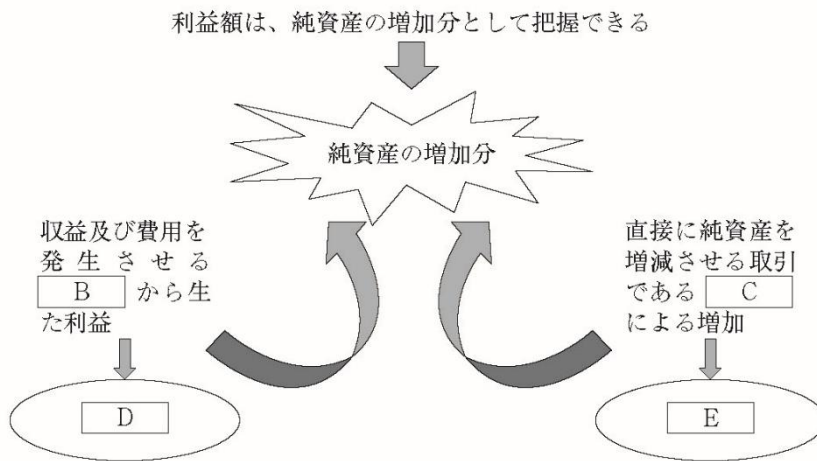 利益額は、純資産の増加分として把握できる
純資産の増加分
収益及び費用を
発生させる
B から生
た利益
直接に純資産を
増減させる取引
である C
による増加
D
E